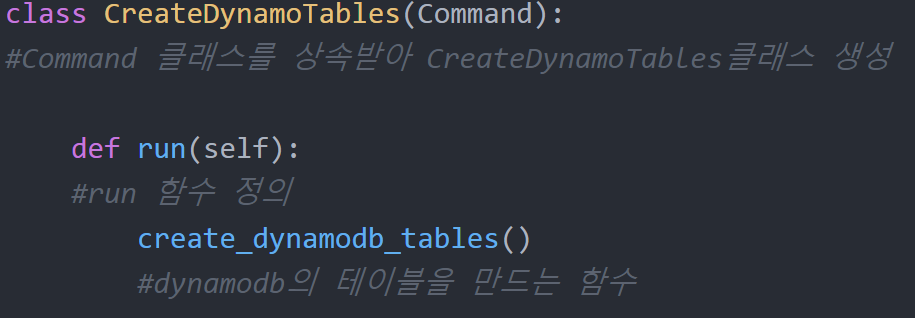 class CreateDynamoTables(Command):
#Command 클래스를 상속받아 CreateDynamoTables클래스 생성
def run(self):
#run 함수 정의
create_dynamodb_tables()
#dynamodb의 테이블을 만드는 함수